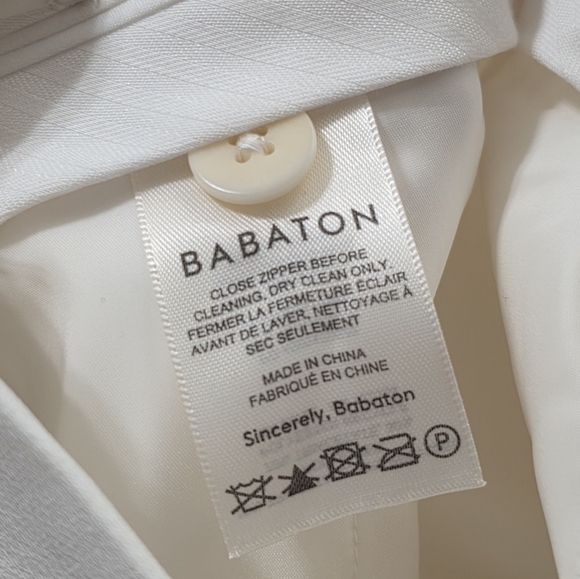 BABATON
CLOSE ZIPPER BEFORE
CLEANING, DRY CLEAN ONLY.
FERMER LA FERMETURE ÉCLAIR
AVANT DE LAVER, NETTOYAGE À
SEC SEULEMENT
MADE IN CHINA
FABRIQUÉ EN CHINE
Sincerely, Babaton
P